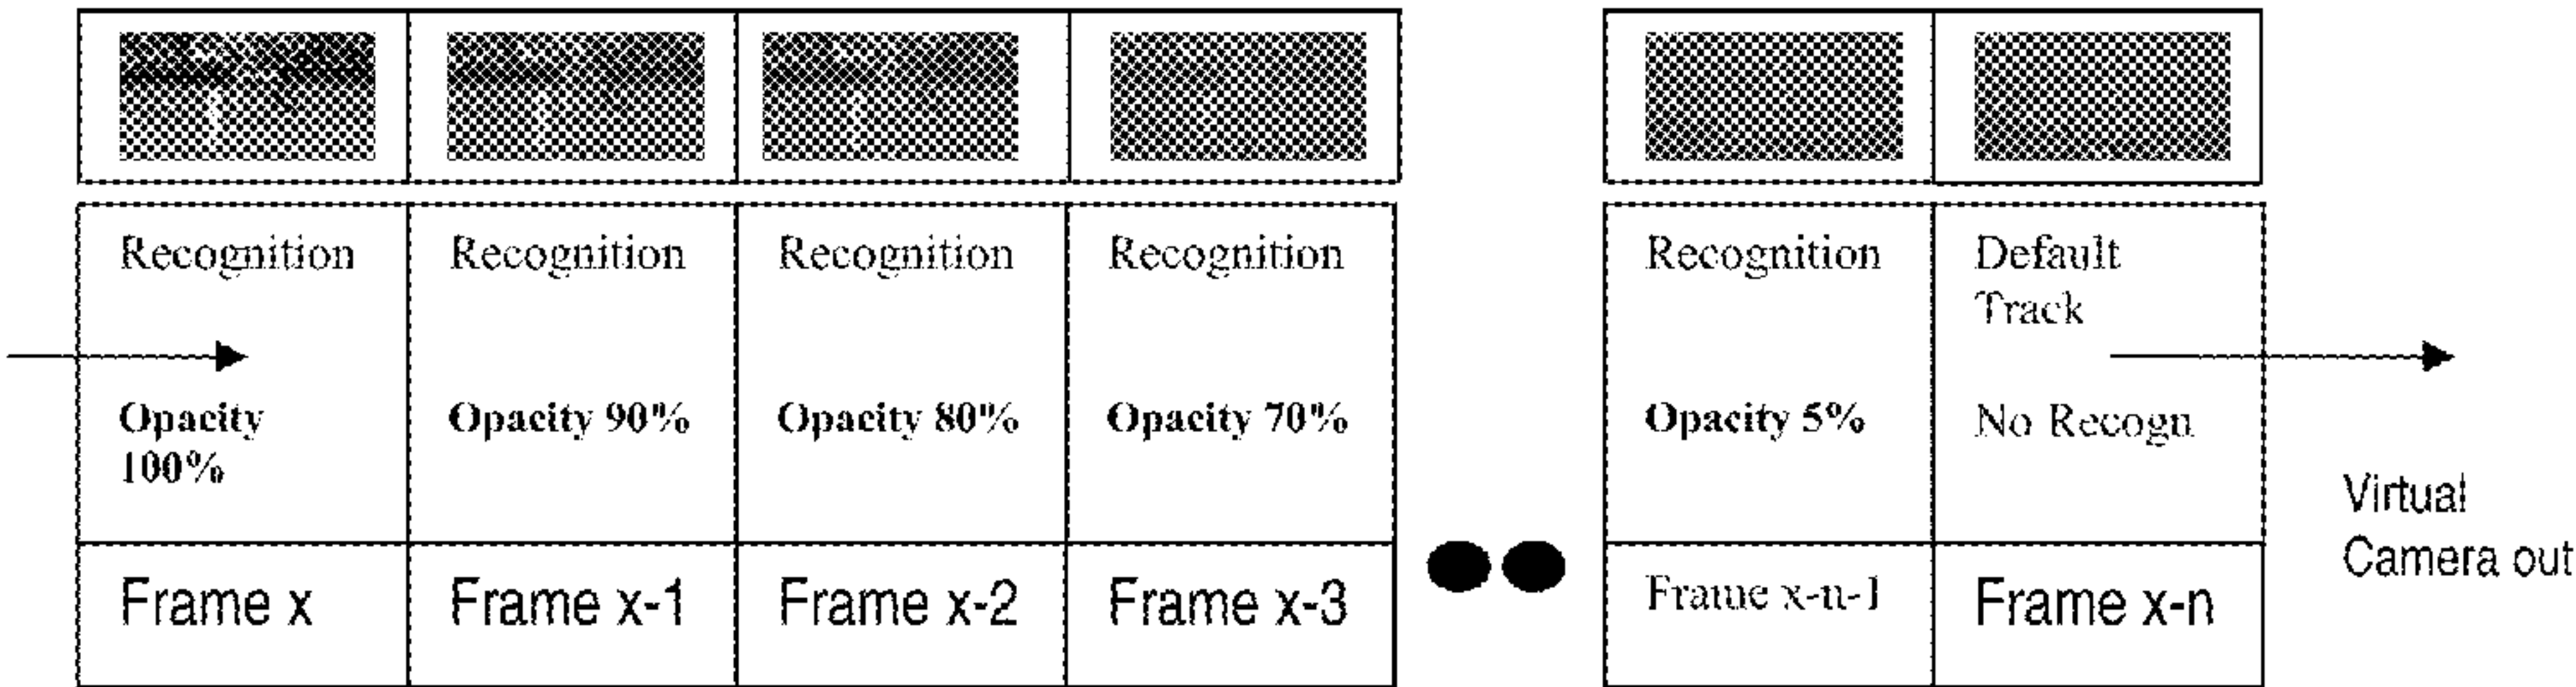 Recognition
Opacity
100%
Frame x
Recognition
Opacity 90%
Frame x-1
Recognition
Opacity 80%
Frame x-2
Recognition
Opacity 70%
Frame x-3
Recognition
Opacity 5%
Frame x-n-1
Default
Track
No Recogn
Frame x-n
Virtual
Camera out